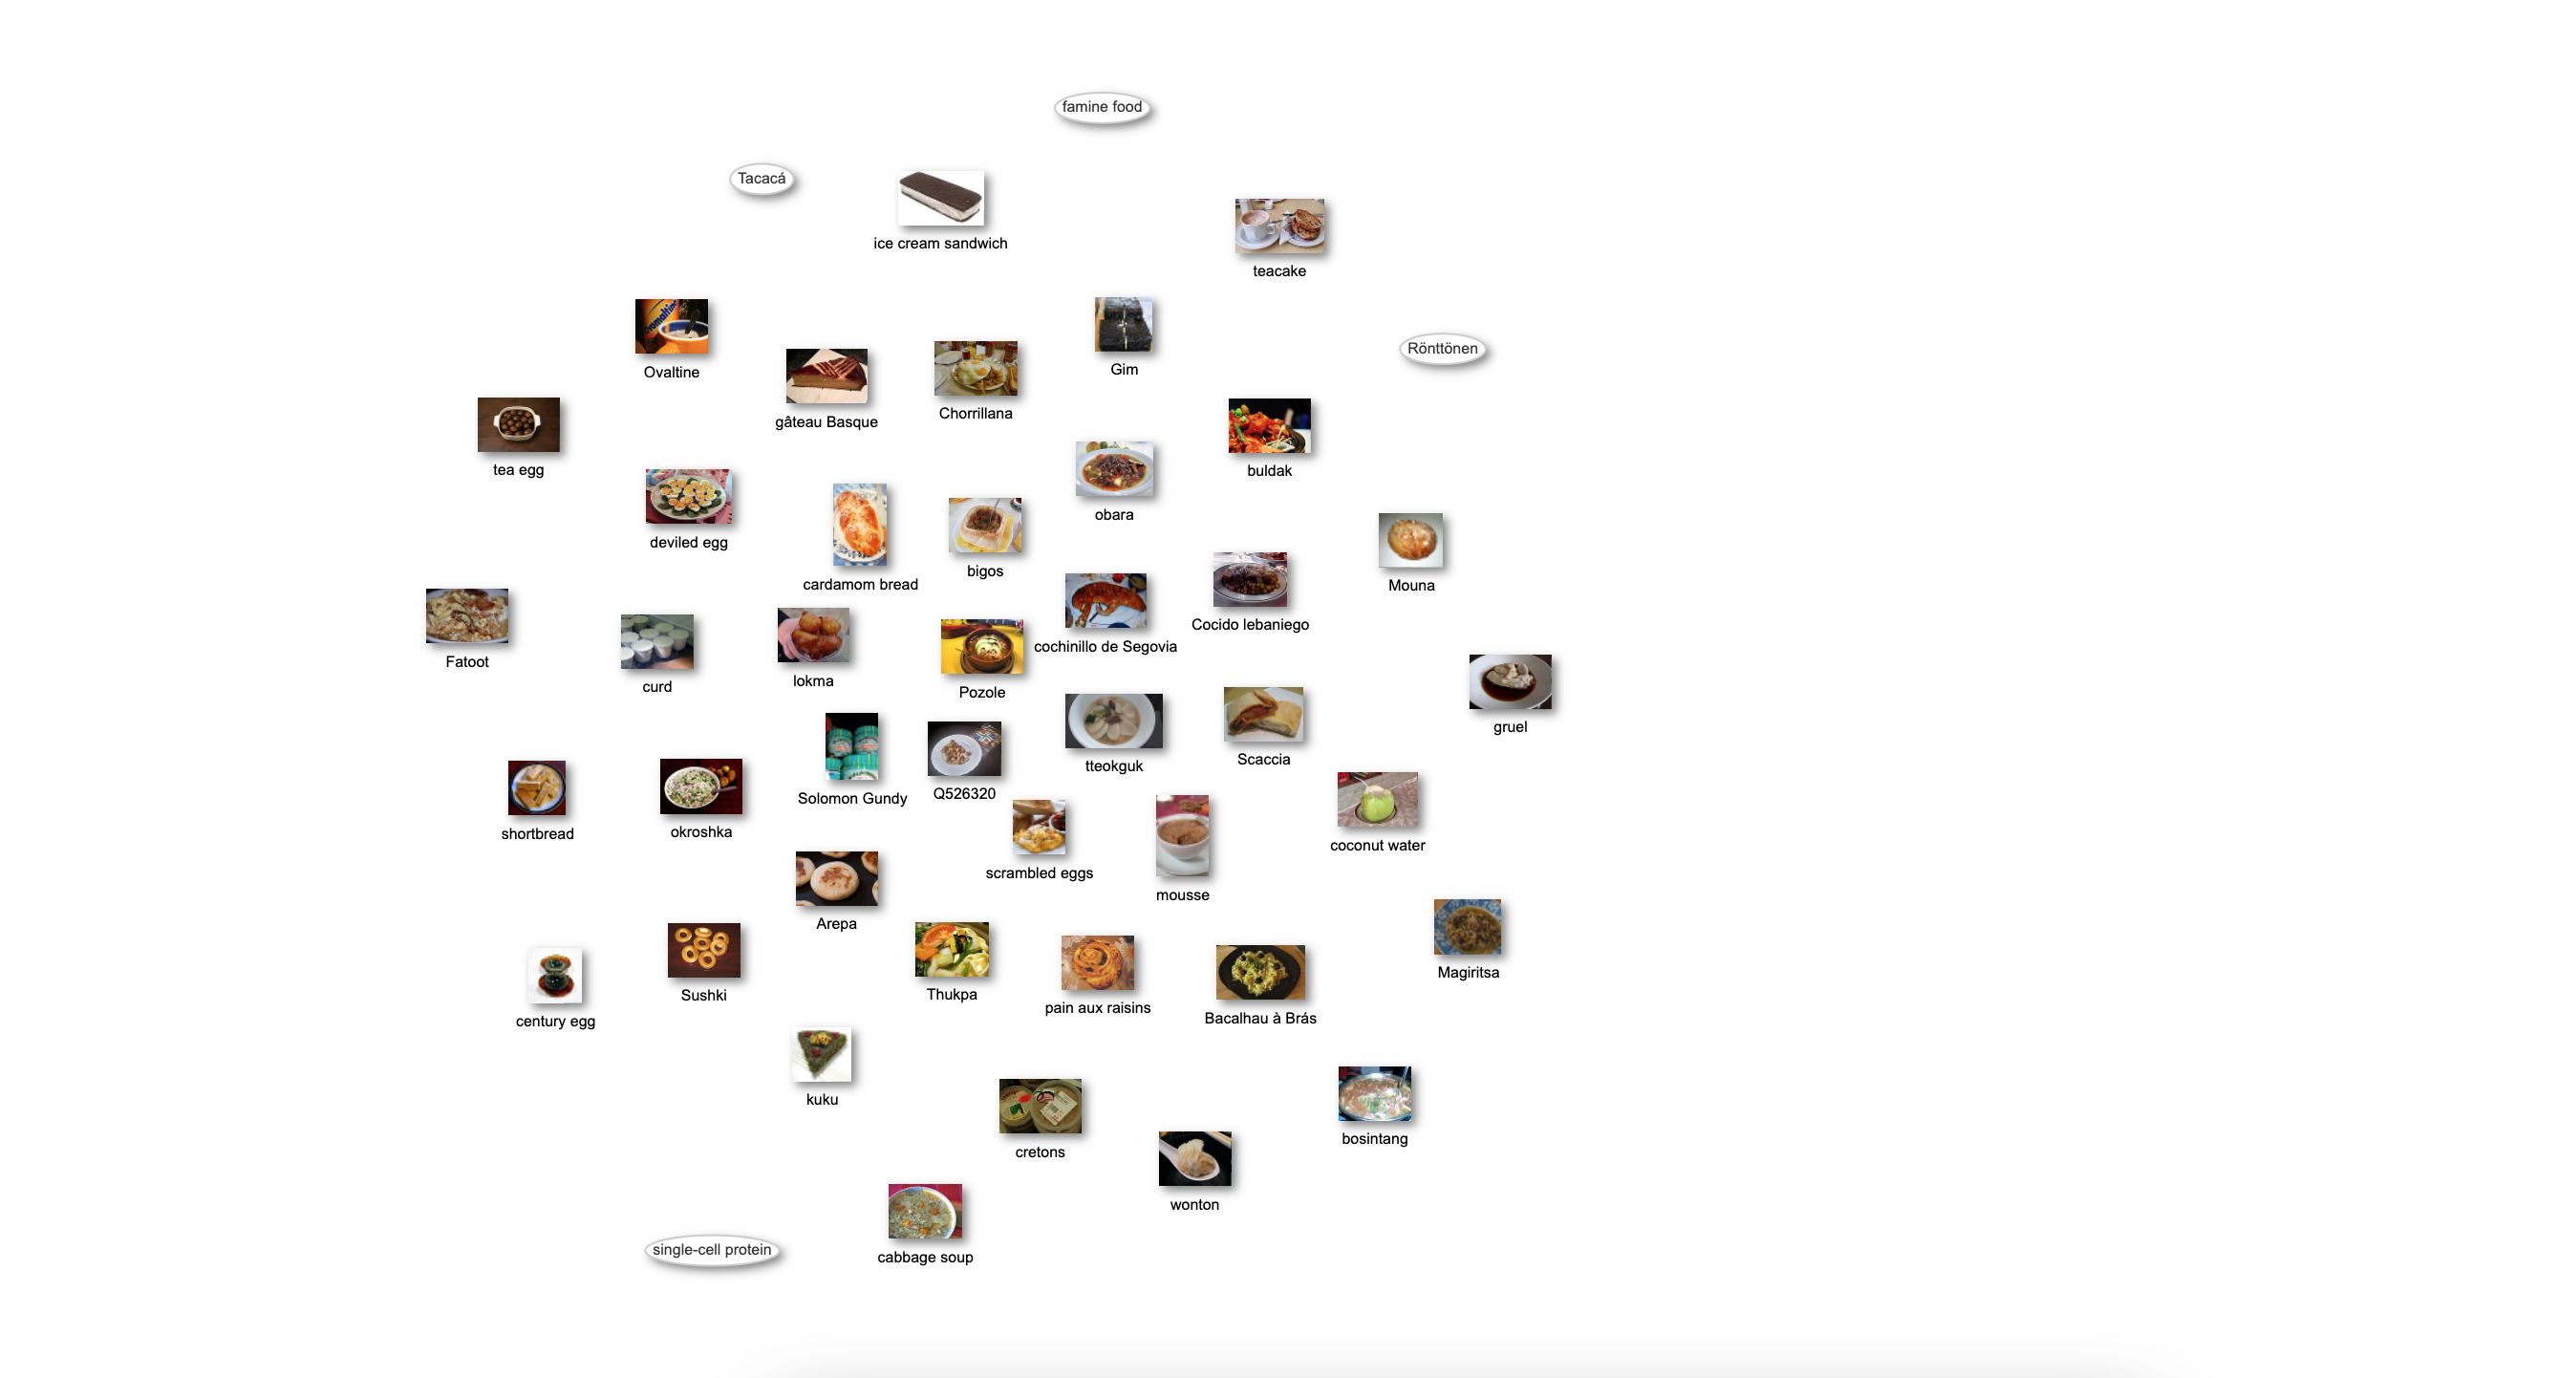 famine food
Tacacá
ice cream sandwich
teacake
Ovaltine
Gim
Rönttönen
gâteau Basque
Chorrillana
tea egg
buldak
obara
deviled egg
bigos
cardamom bread
Mouna
Cocido lebaniego
cochinillo de Segovia
Fatoot
curd
lokma
Pozole
gruel
Scaccia
tteokguk
Solomon Gundy
Q526320
shortbread
okroshka
coconut water
scrambled eggs
mousse
Arepa
Magiritsa
Sushki
Thukpa
pain aux raisins
Bacalhau à Brás
century egg
kuku
bosintang
cretons
wonton
single-cell protein
cabbage soup